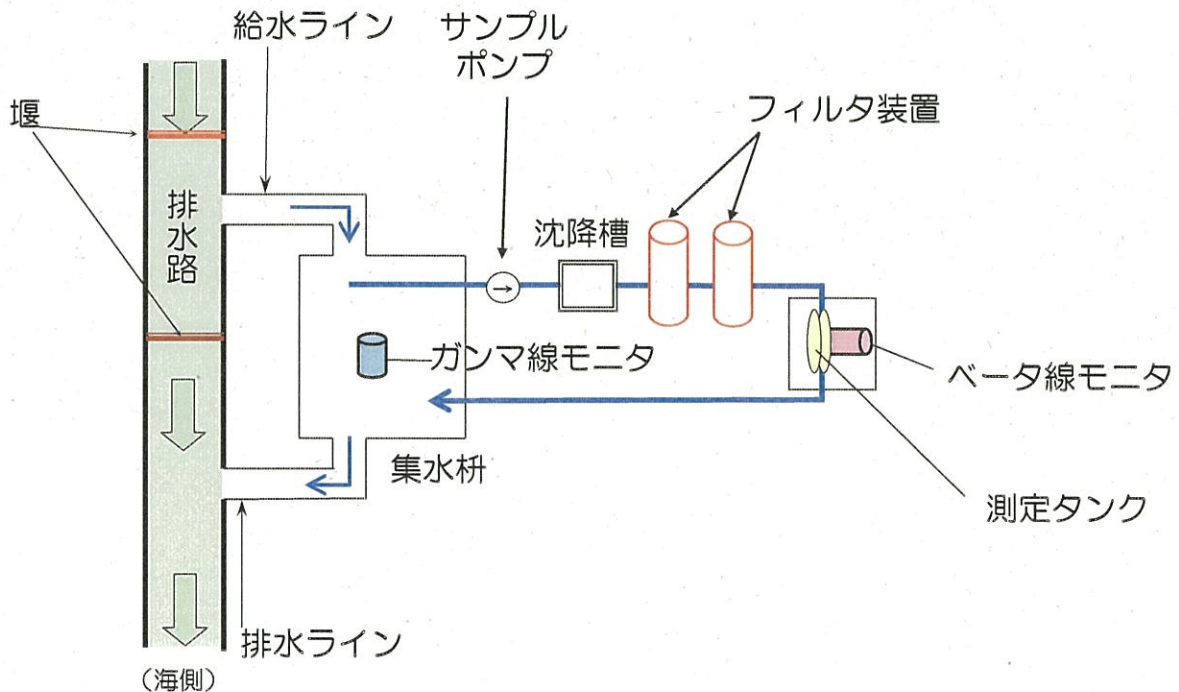 給水ライン
サンプル
ポンプ
堰
フィルタ装置
排水路
沈降槽
ガンマ線モニタ
ベータ線モニタ
集水枡
測定タンク
排水ライン
(海側)